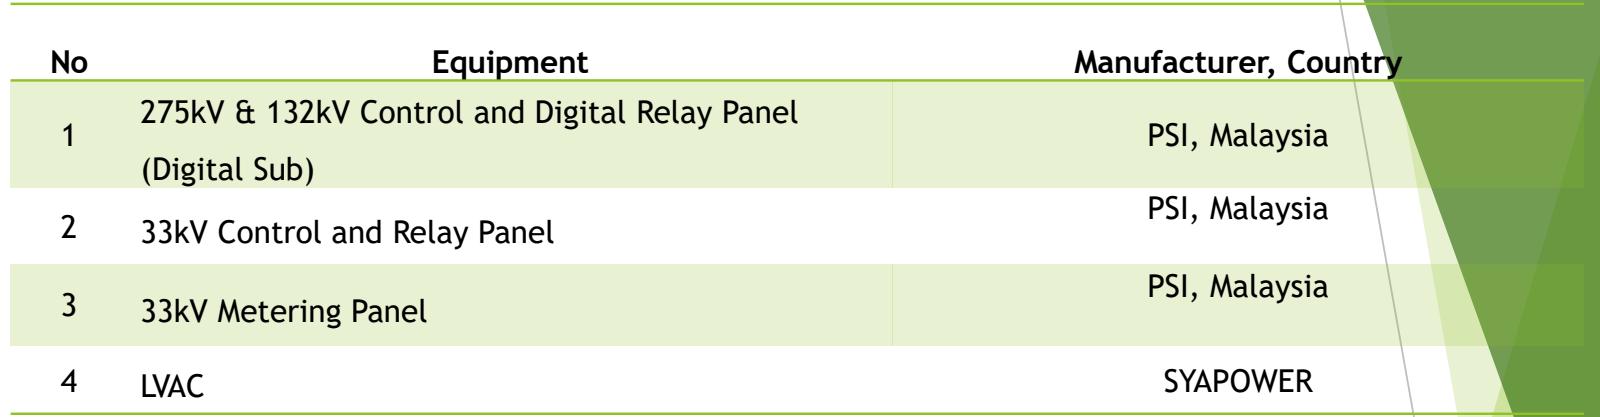 No Equipment Manufacturer, Country
275kV & 132kV Control and Digital Relay Panel
1 PSI, Malaysia
(Digital Sub)
2 33kV Control and Relay Panel PSI, Malaysia
3 33kV Metering Panel PSI, Malaysia
4 LVAC SYAPOWER